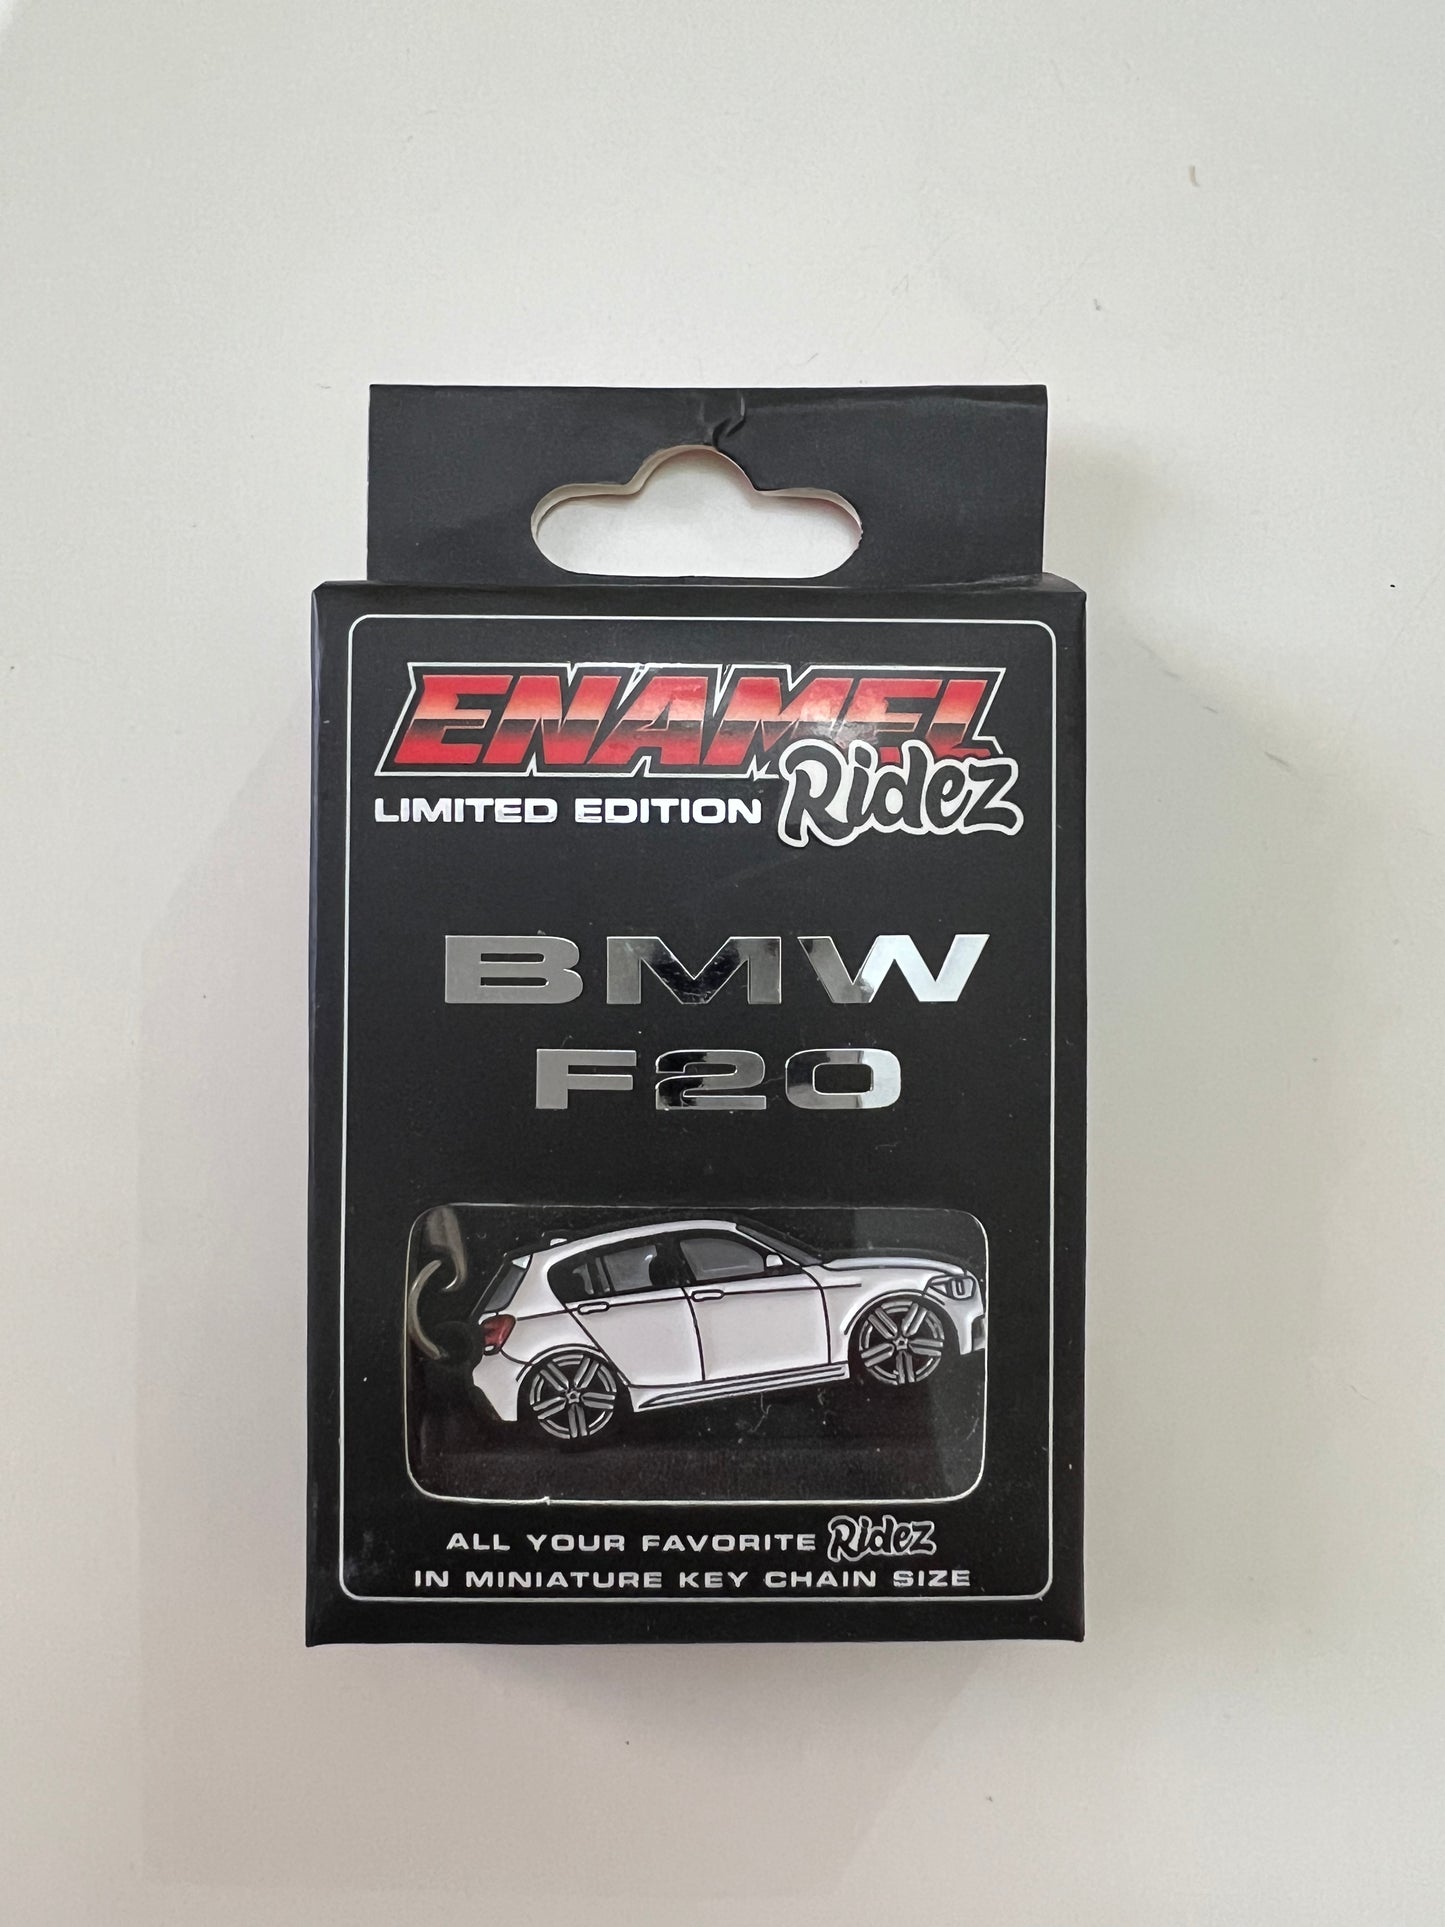 ENAMEL
LIMITED EDITION Ridez
BMW
F20
ALL YOUR FAVORITE Ridez
IN MINIATURE KEY CHAIN SIZE